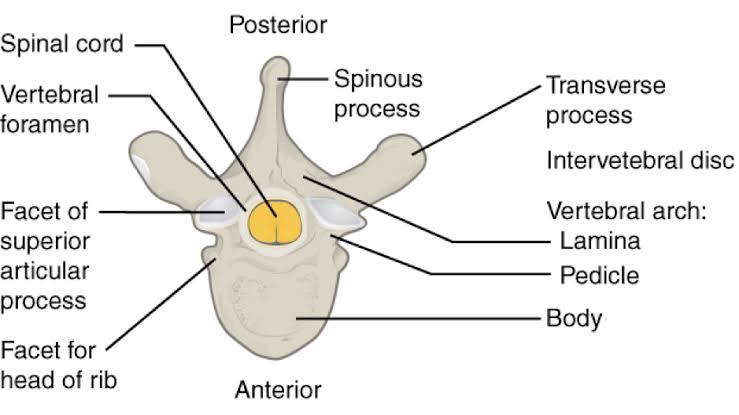 Posterior
Spinal cord
Spinous
process
Vertebral
foramen
Transverse
process
Intervetebral disc
Facet of
superior
articular
process
Vertebral arch:
Lamina
Pedicle
Body
Facet for
head of rib
Anterior